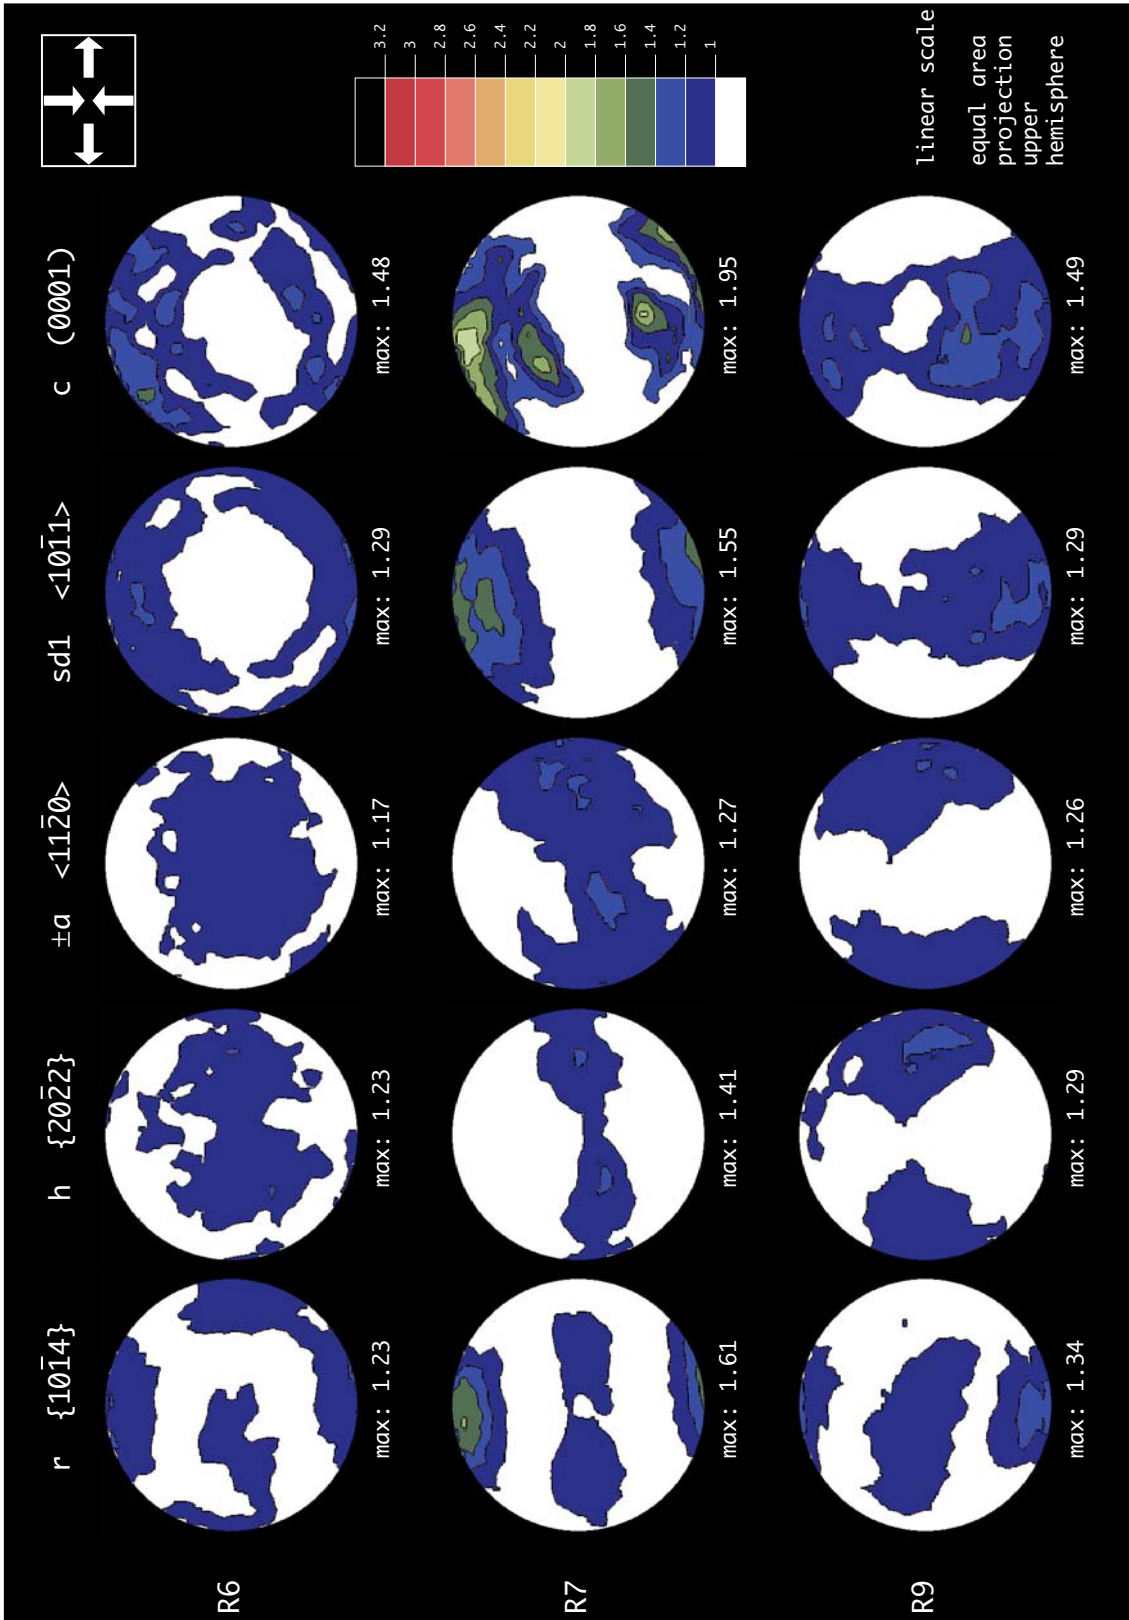 r {101̄4}
h {202̄2}
±a <112̄0>
sd1 <101̄1>
c (0001)
R6
max: 1.23
max: 1.23
max: 1.17
max: 1.29
max: 1.48
R7
max: 1.61
max: 1.41
max: 1.27
max: 1.55
max: 1.95
R9
max: 1.34
max: 1.29
max: 1.26
max: 1.29
max: 1.49
3.2
3
2.8
2.6
2.4
2.2
2
1.8
1.6
1.4
1.2
1
linear scale
equal area
projection
upper
hemisphere